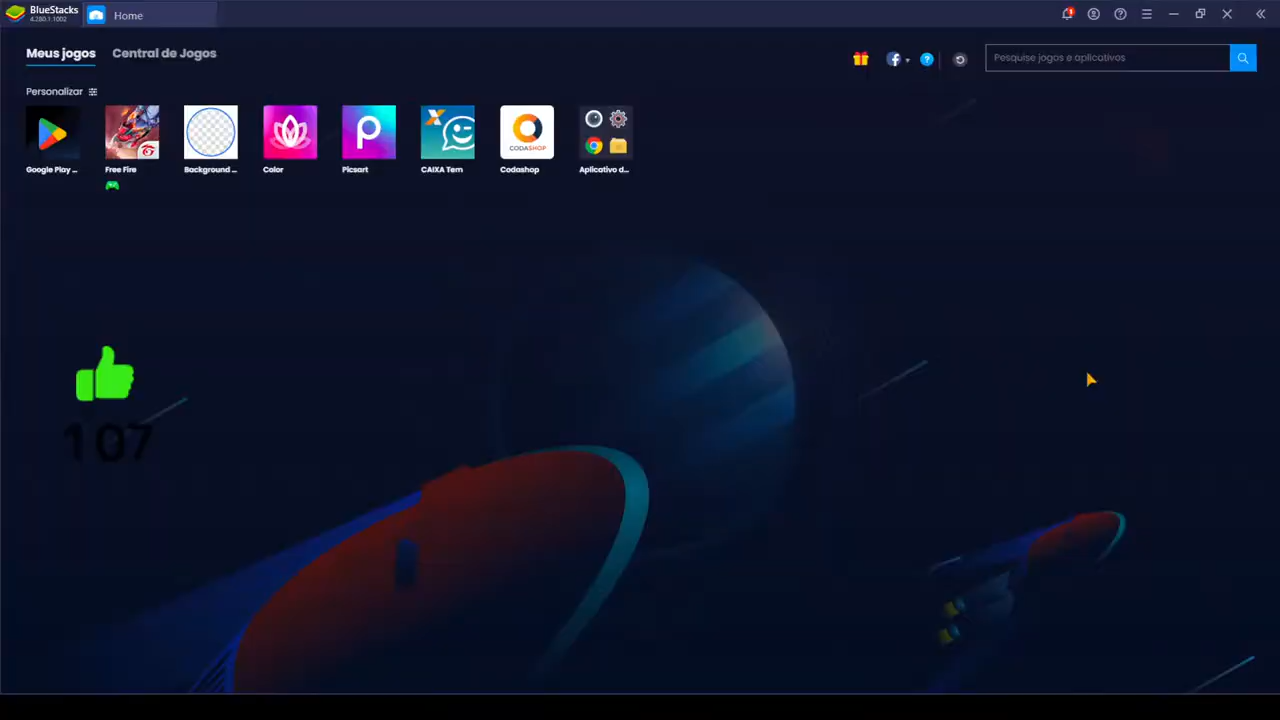 BlueStacks
4.280.1.1002
Home
Meus jogos
Central de Jogos
Pesquise jogos e aplicativos
Personalizar
Google Play ...
Free Fire
Background ...
Color
Picsart
CAIXA Tem
Codashop
Aplicativo d...
CODASHOP
107